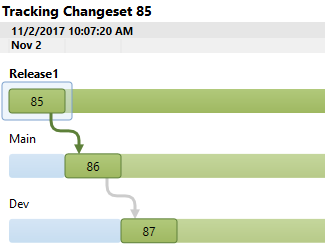 Tracking Changeset 85
11/2/2017 10:07:20 AM
Nov 2
Release1
85
Main
86
Dev
87